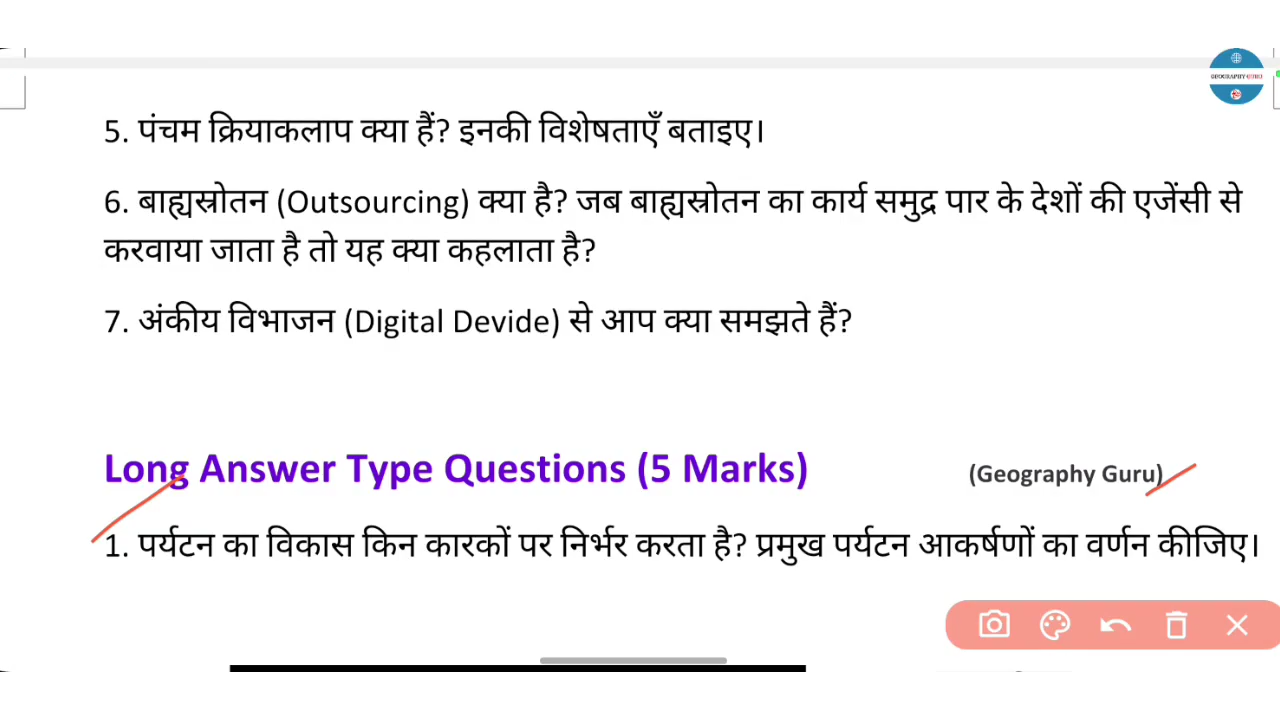 GEOGRAPHY GURU
5. पंचम क्रियाकलाप क्या हैं? इनकी विशेषताएँ बताइए।
6. बाह्यस्रोतन (Outsourcing) क्या है? जब बाह्यस्रोतन का कार्य समुद्र पार के देशों की एजेंसी से
करवाया जाता है तो यह क्या कहलाता है?
7. अंकीय विभाजन (Digital Devide) से आप क्या समझते हैं?
Long Answer Type Questions (5 Marks) (Geography Guru)
1. पर्यटन का विकास किन कारकों पर निर्भर करता है? प्रमुख पर्यटन आकर्षणों का वर्णन कीजिए।